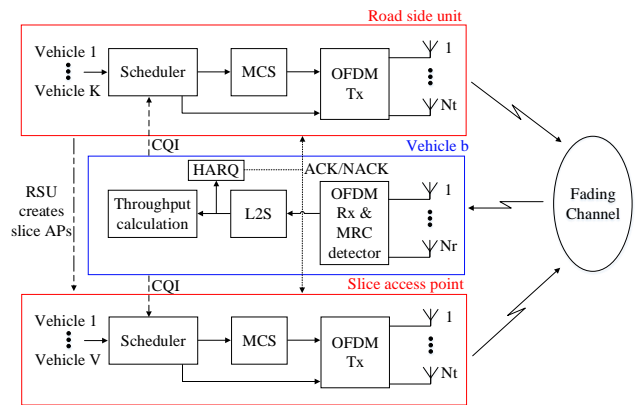 Road side unit
Vehicle 1
Vehicle K
Scheduler
MCS
OFDM
Tx
1
Nt
CQI
Vehicle b
HARQ
ACK/NACK
RSU
creates
slice APs
Throughput
calculation
L2S
OFDM
Rx &
MRC
detector
1
Nr
Fading
Channel
CQI
Slice access point
Vehicle 1
Vehicle V
Scheduler
MCS
OFDM
Tx
1
Nt